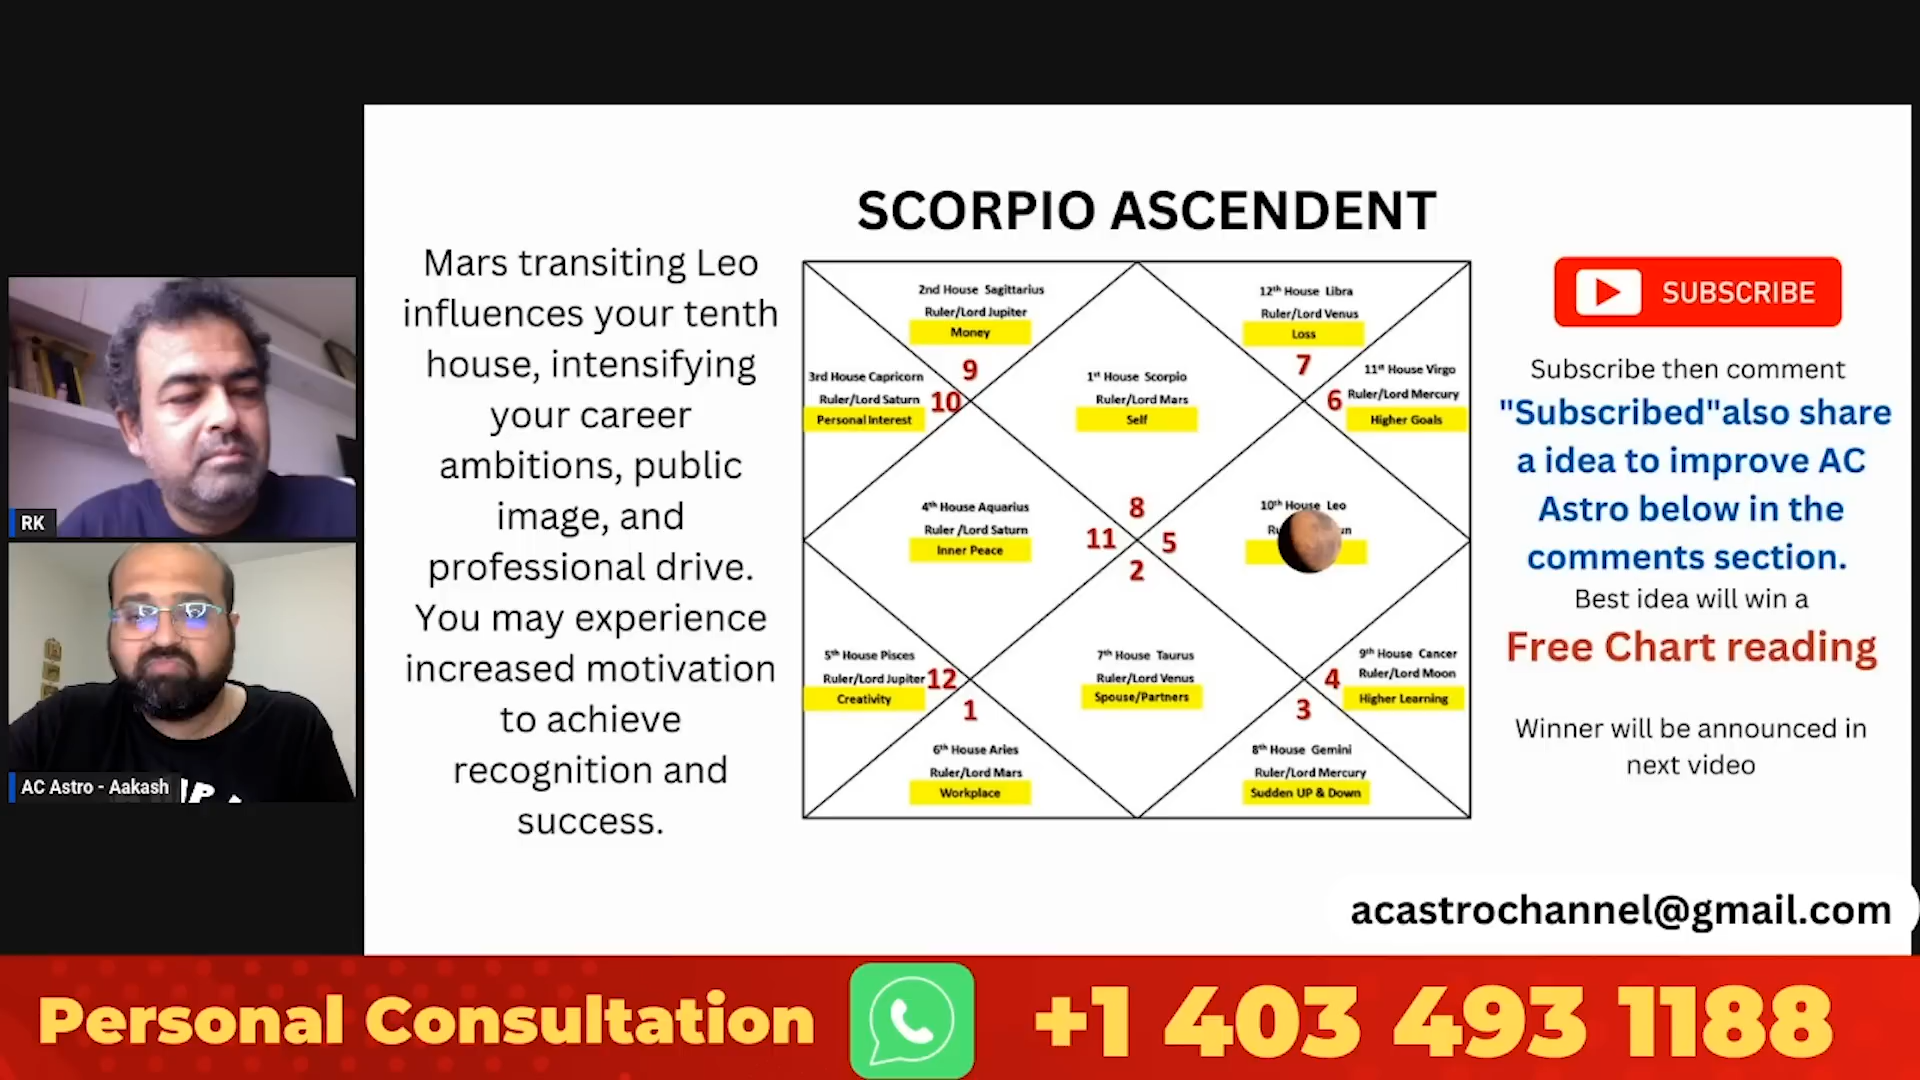 SCORPIO ASCENDENT
Mars transiting Leo
influences your tenth
house, intensifying
your career
ambitions, public
image, and
professional drive.
You may experience
increased motivation
to achieve
recognition and
success.
2nd House Sagittarius
Ruler/Lord Jupiter
Money
9
12th House Libra
Ruler/Lord Venus
Loss
7
3rd House Capricorn
Ruler/Lord Saturn
Personal Interest
10
1st House Scorpio
Ruler/Lord Mars
Self
8
11th House Virgo
Ruler/Lord Mercury
Higher Goals
6
4th House Aquarius
Ruler /Lord Saturn
Inner Peace
11
10th House Leo
5
2
5th House Pisces
Ruler/Lord Jupiter
Creativity
12
7th House Taurus
Ruler/Lord Venus
Spouse/Partners
9th House Cancer
Ruler/Lord Moon
Higher Learning
4
1
6th House Aries
Ruler/Lord Mars
Workplace
3
8th House Gemini
Ruler/Lord Mercury
Sudden UP & Down
SUBSCRIBE
Subscribe then comment
"Subscribed"also share
a idea to improve AC
Astro below in the
comments section.
Best idea will win a
Free Chart reading
Winner will be announced in
next video
acastrochannel@gmail.com
RK
AC Astro - Aakash
Personal Consultation
+1 403 493 1188